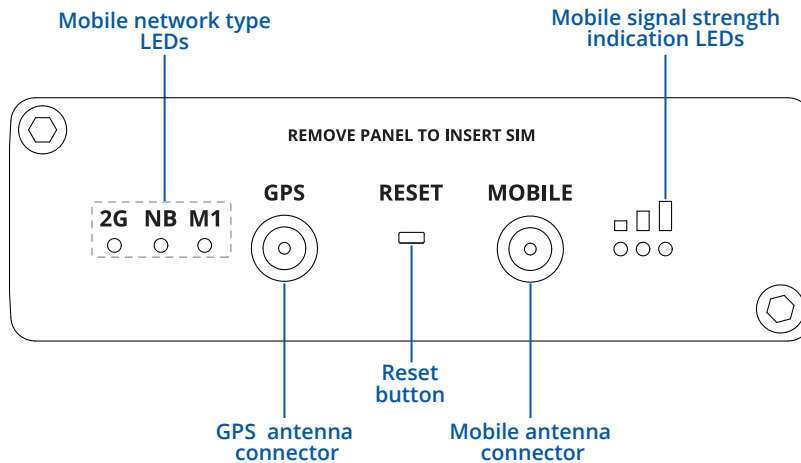 Mobile network type
LEDs
Mobile signal strength
indication LEDs
REMOVE PANEL TO INSERT SIM
GPS
RESET
MOBILE
2G NB M1
Reset
button
GPS antenna
connector
Mobile antenna
connector